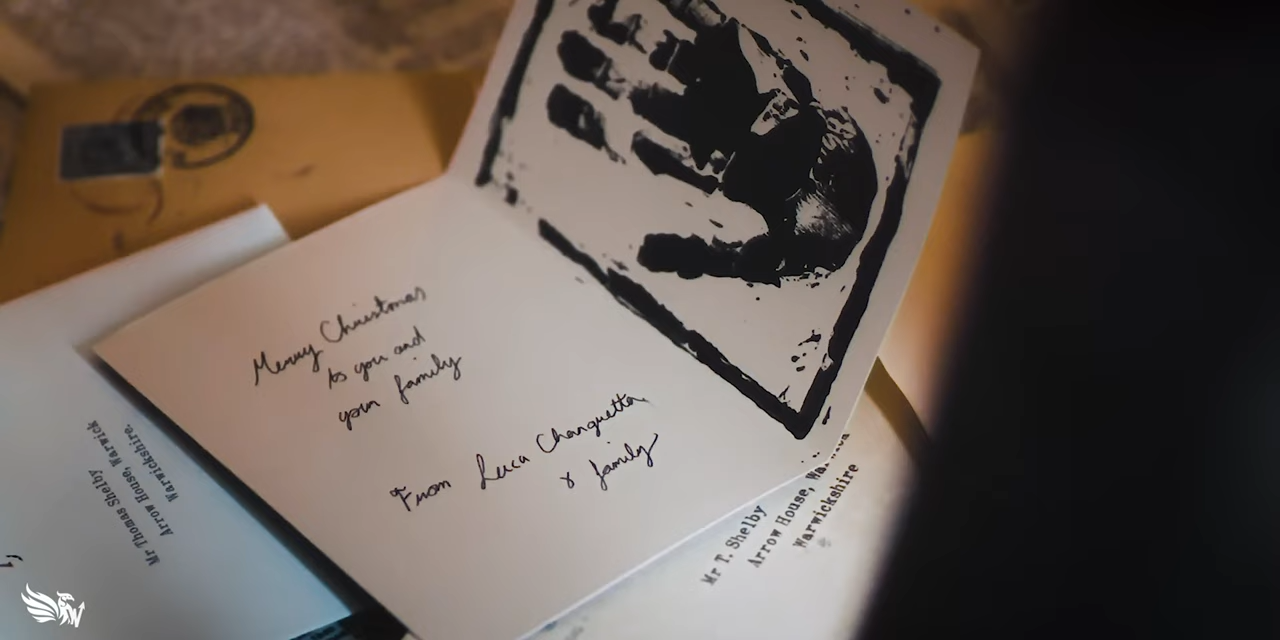 Merry Christmas
to you and
your family
From Luca Changretta
& family
Mr Thomas Shelby
Arrow House, Warwick
Warwickshire.
Mr T. Shelby
Arrow House,
Warwickshire